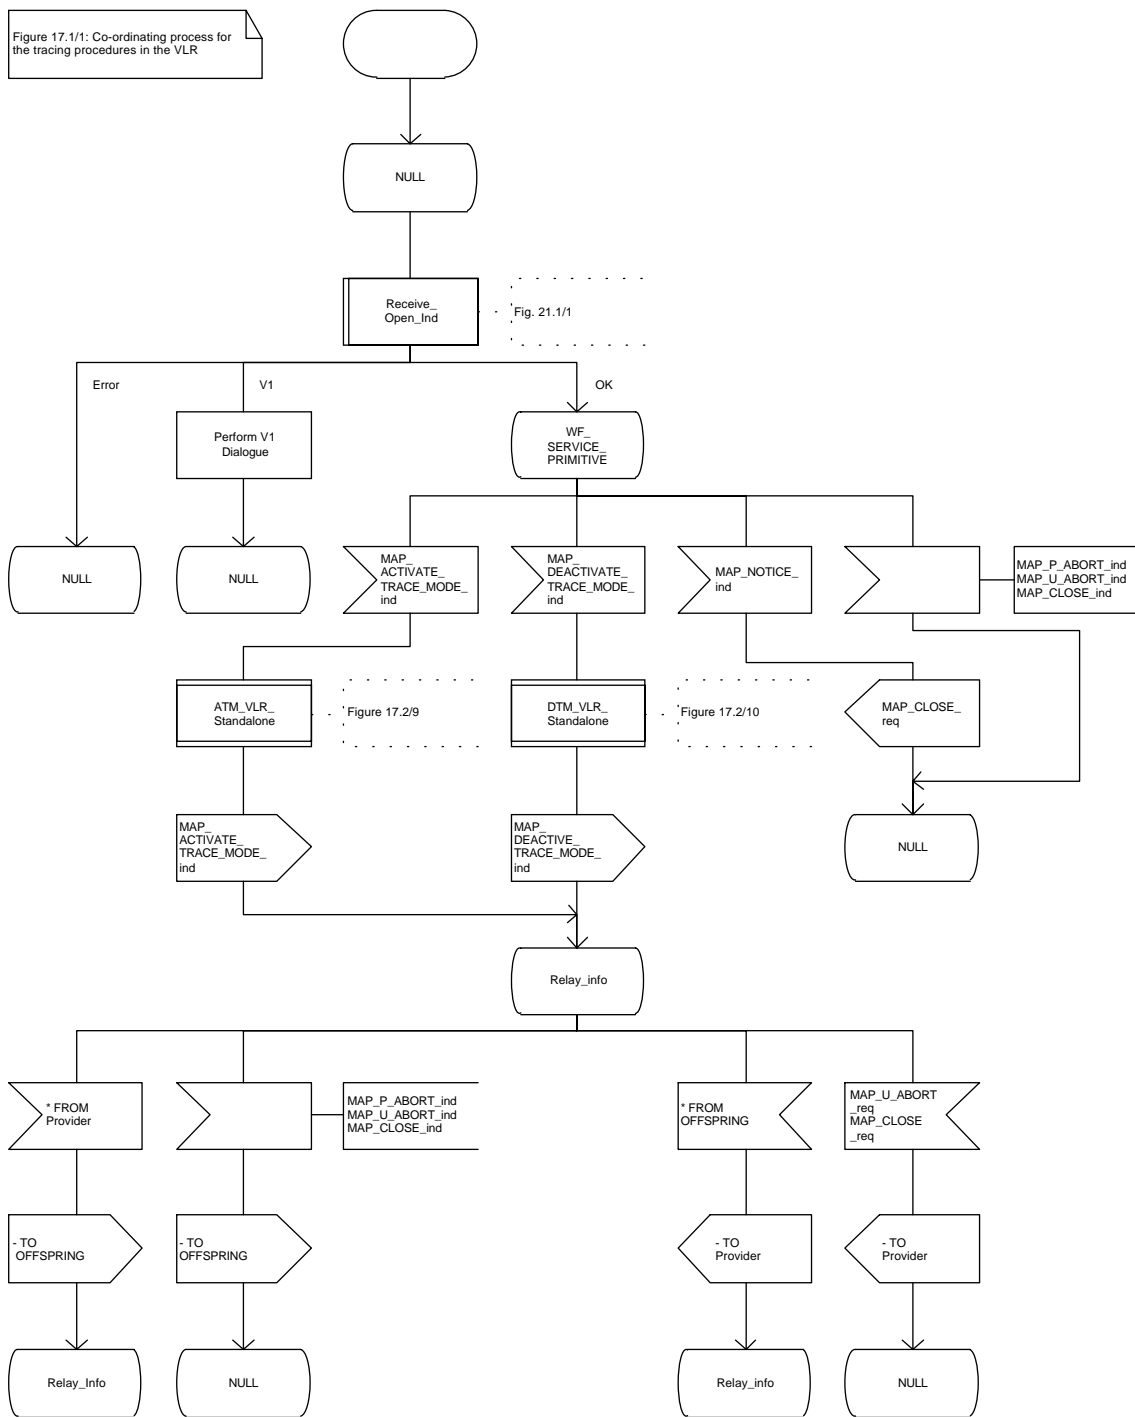 Figure 17.1/1: Co-ordinating process for
the tracing procedures in the VLR
NULL
Receive_
Open_Ind
Fig. 21.1/1
Error
V1
OK
Perform V1
Dialogue
WF_
SERVICE_
PRIMITIVE
NULL
NULL
MAP_
ACTIVATE_
TRACE_MODE_
ind
MAP_
DEACTIVATE_
TRACE_MODE_
ind
MAP_NOTICE_
ind
MAP_P_ABORT_ind
MAP_U_ABORT_ind
MAP_CLOSE_ind
ATM_VLR_
Standalone
Figure 17.2/9
DTM_VLR_
Standalone
Figure 17.2/10
MAP_CLOSE_
req
MAP_
ACTIVATE_
TRACE_MODE_
ind
MAP_
DEACTIVE_
TRACE_MODE_
ind
NULL
Relay_info
* FROM
Provider
MAP_P_ABORT_ind
MAP_U_ABORT_ind
MAP_CLOSE_ind
* FROM
OFFSPRING
MAP_U_ABORT
_req
MAP_CLOSE
_req
- TO
OFFSPRING
- TO
OFFSPRING
- TO
Provider
- TO
Provider
Relay_Info
NULL
Relay_info
NULL